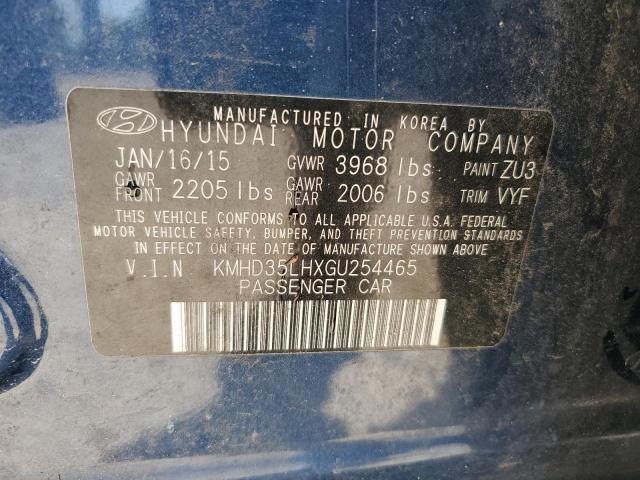 MANUFACTURED IN KOREA BY
HYUNDAI MOTOR COMPANY
JAN/16/15 GVWR 3968 lbs PAINT ZU3
GAWR FRONT 2205 lbs GAWR REAR 2006 lbs TRIM VYF
THIS VEHICLE CONFORMS TO ALL APPLICABLE U.S.A. FEDERAL
MOTOR VEHICLE SAFETY, BUMPER, AND THEFT PREVENTION STANDARDS
IN EFFECT ON THE DATE OF MANUFACTURE SHOWN ABOVE
V.I.N KMHD35LHXGU254465
PASSENGER CAR